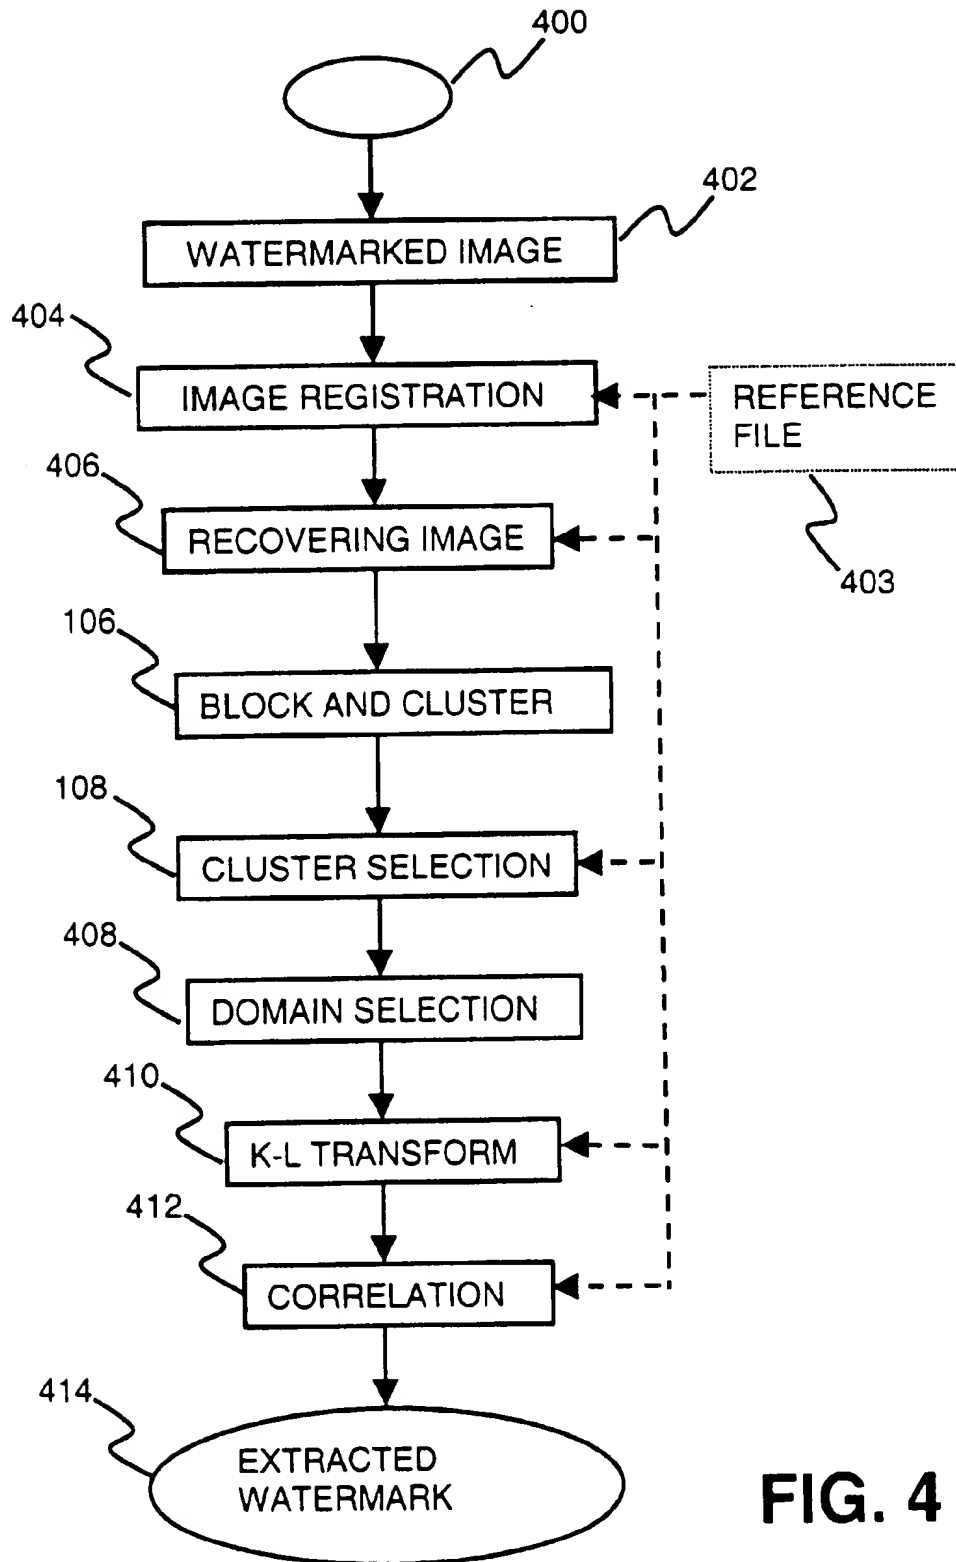 400
402
WATERMARKED IMAGE
404
IMAGE REGISTRATION
REFERENCE
FILE
403
406
RECOVERING IMAGE
106
BLOCK AND CLUSTER
108
CLUSTER SELECTION
408
DOMAIN SELECTION
410
K-L TRANSFORM
412
CORRELATION
414
EXTRACTED
WATERMARK
FIG. 4